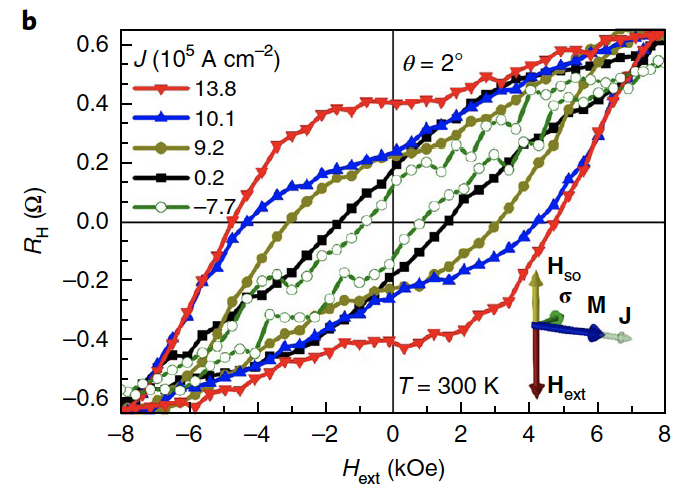 b
J (10⁵ A cm⁻²)
13.8
10.1
9.2
0.2
−7.7
θ = 2°
T = 300 K
H_so
σ
M
J
H_ext
R_H (Ω)
0.6
0.4
0.2
0.0
−0.2
−0.4
−0.6
−8 −6 −4 −2 0 2 4 6 8
H_ext (kOe)